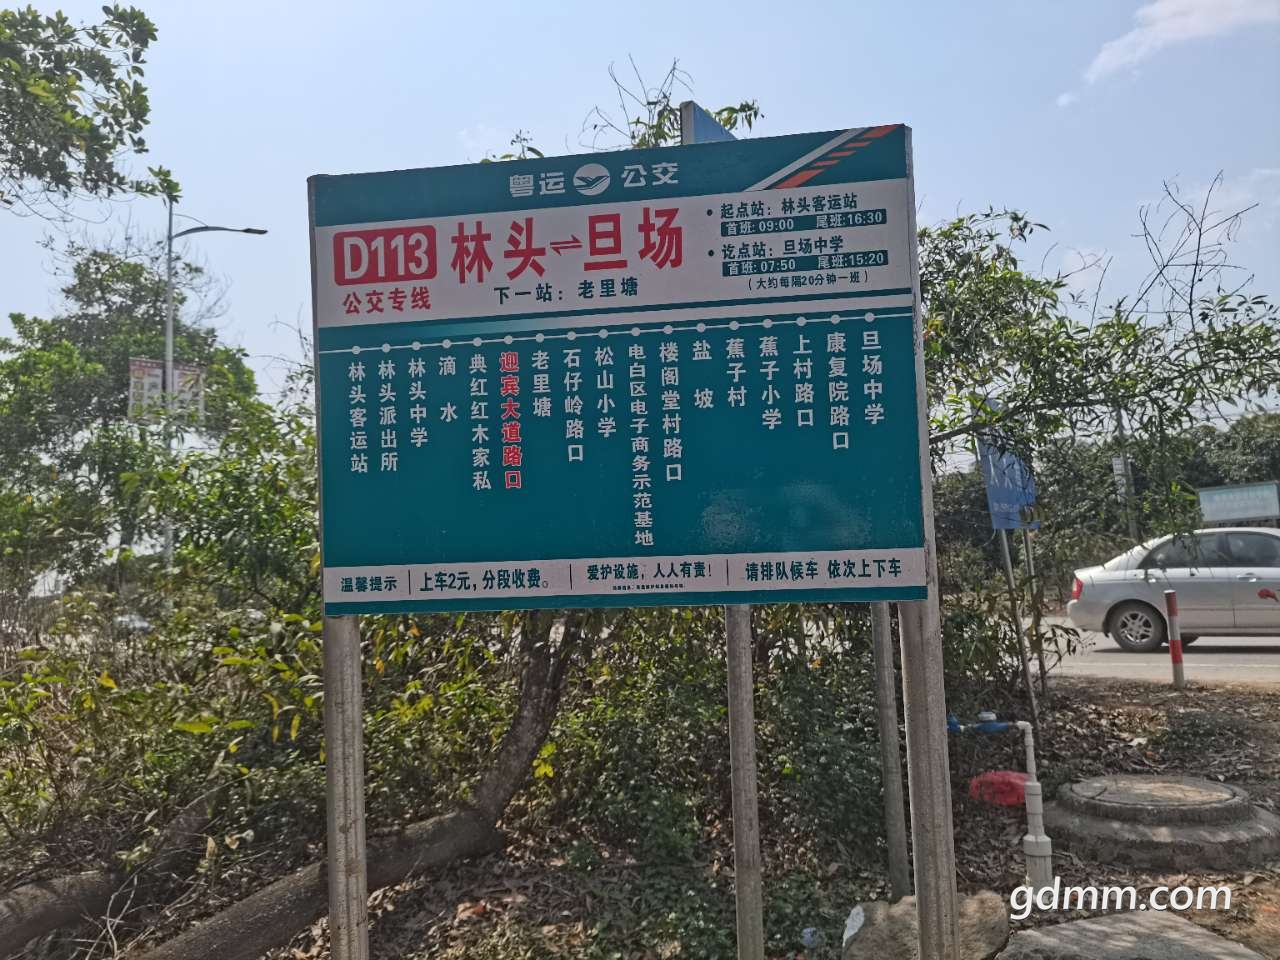 粤运 公交
D113
公交专线
林头⇌旦场
下一站：老里塘
起点站：林头客运站
首班：09:00 尾班：16:30
讫点站：旦场中学
首班：07:50 尾班：15:20
（大约每隔20分钟一班）
林头客运站
林头派出所
林头中学
滴水
典红红木家私
迎宾大道路口
老里塘
石仔岭路口
松山小学
电白区电子商务示范基地
楼阁堂村路口
盐坡
蕉子村
蕉子小学
上村路口
康复院路口
旦场中学
温馨提示
上车2元，分段收费。
爱护设施，人人有责！
请排队候车 依次上下车
gdmm.com